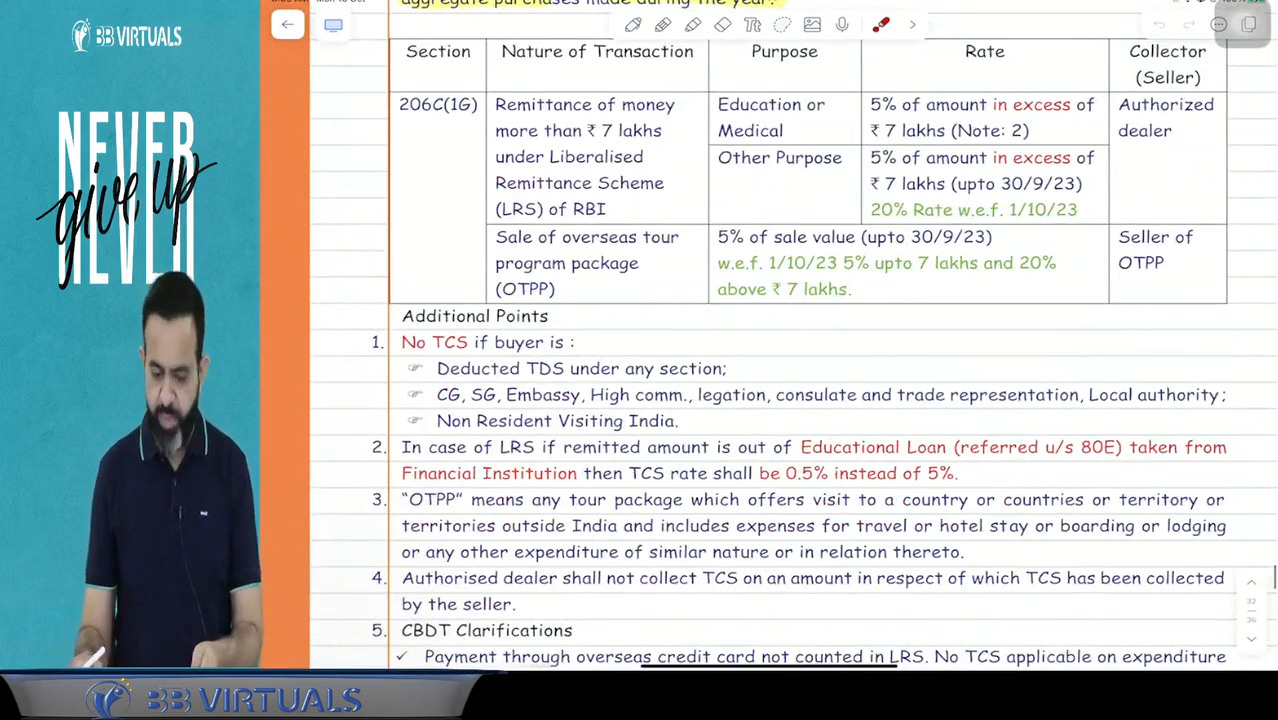 BB VIRTUALS
NEVER
give up
NEVER
aggregate purchases made during the year.
Section
Nature of Transaction
Purpose
Rate
Collector
(Seller)
206C(1G)
Remittance of money
more than ₹ 7 lakhs
under Liberalised
Remittance Scheme
(LRS) of RBI
Education or
Medical
5% of amount in excess of
₹ 7 lakhs (Note: 2)
Authorized
dealer
Other Purpose
5% of amount in excess of
₹ 7 lakhs (upto 30/9/23)
20% Rate w.e.f. 1/10/23
Sale of overseas tour
program package
(OTPP)
5% of sale value (upto 30/9/23)
w.e.f. 1/10/23 5% upto 7 lakhs and 20%
above ₹ 7 lakhs.
Seller of
OTPP
Additional Points
1. No TCS if buyer is :
☞ Deducted TDS under any section;
☞ CG, SG, Embassy, High comm., legation, consulate and trade representation, Local authority;
☞ Non Resident Visiting India.
2. In case of LRS if remitted amount is out of Educational Loan (referred u/s 80E) taken from
Financial Institution then TCS rate shall be 0.5% instead of 5%.
3. “OTPP” means any tour package which offers visit to a country or countries or territory or
territories outside India and includes expenses for travel or hotel stay or boarding or lodging
or any other expenditure of similar nature or in relation thereto.
4. Authorised dealer shall not collect TCS on an amount in respect of which TCS has been collected
by the seller.
5. CBDT Clarifications
✓ Payment through overseas credit card not counted in LRS. No TCS applicable on expenditure
32
36
BB VIRTUALS